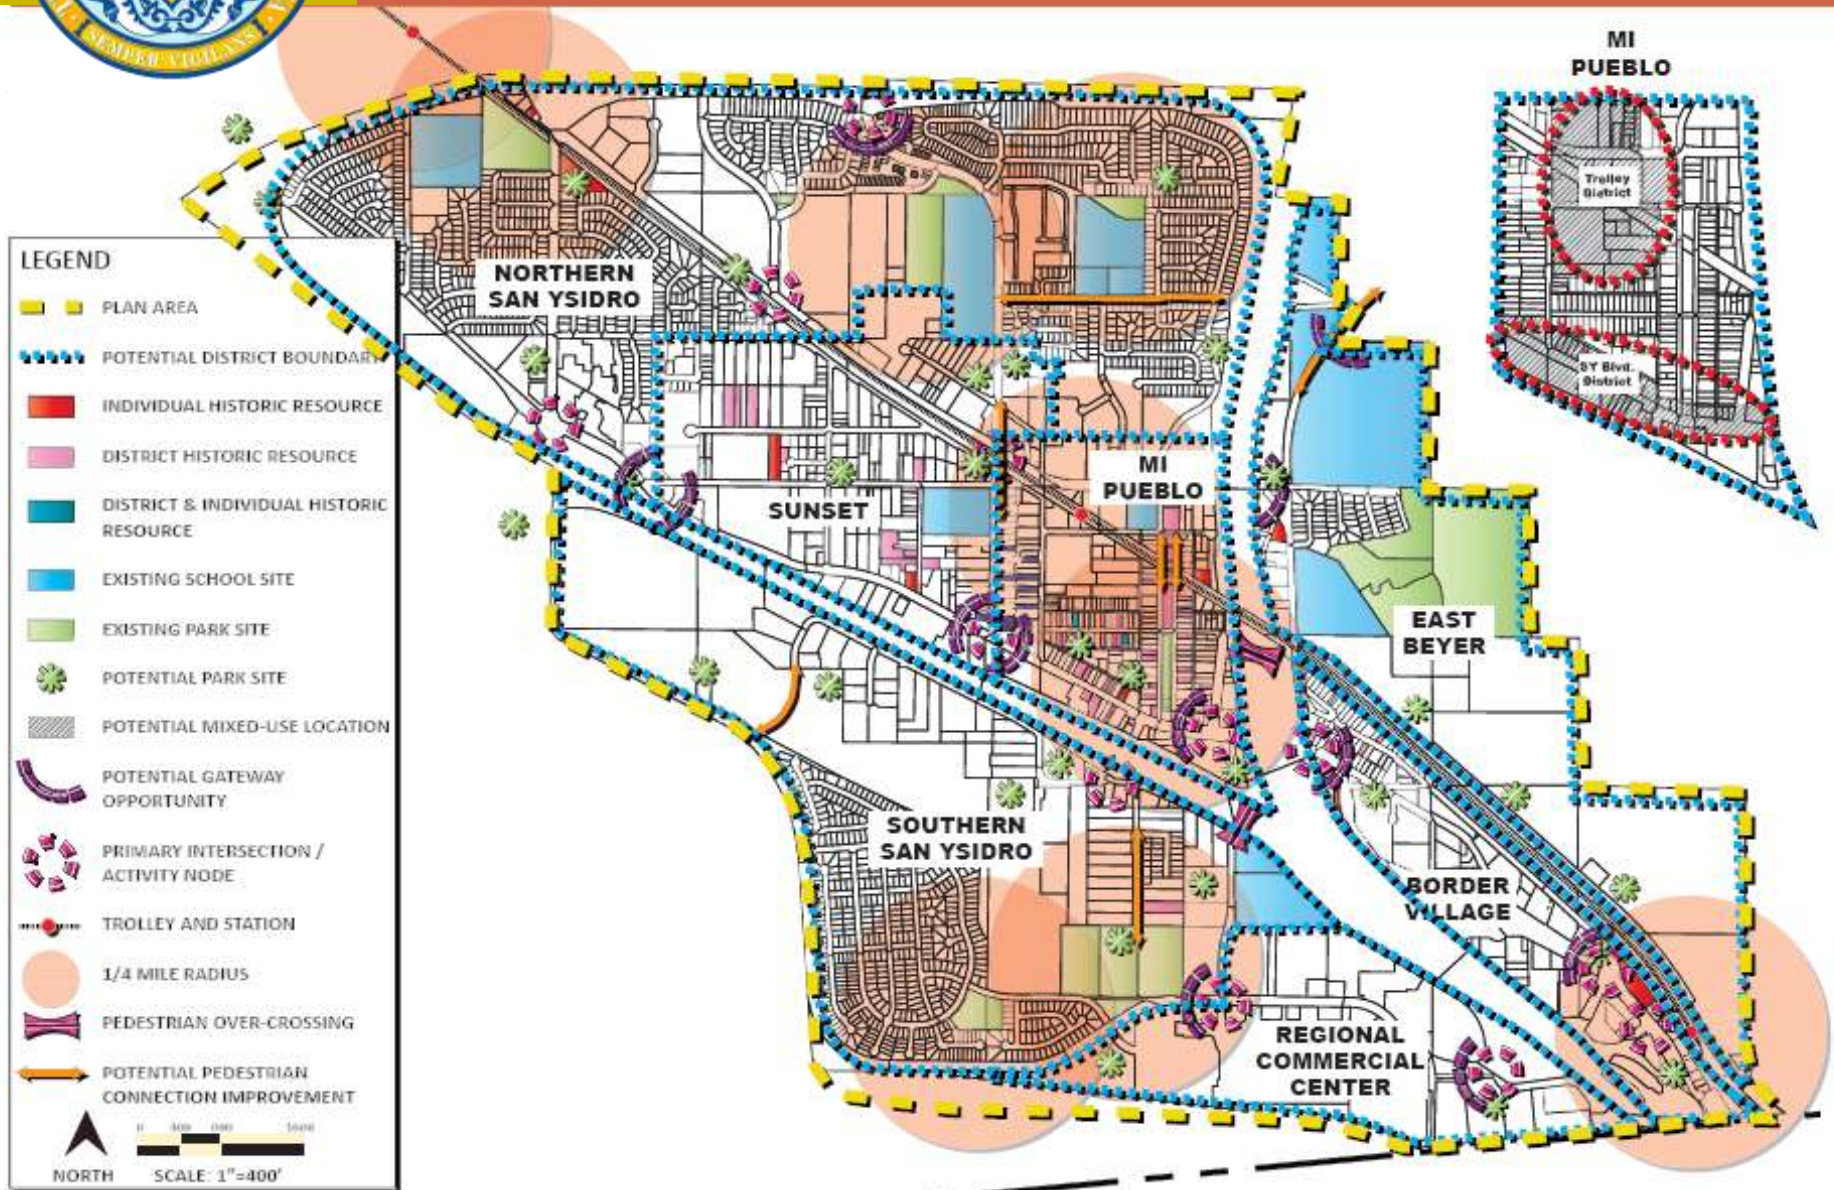 SEMPER VIGILANS
MI
PUEBLO
Trolley
District
SY Blvd.
District
LEGEND
PLAN AREA
POTENTIAL DISTRICT BOUNDARY
INDIVIDUAL HISTORIC RESOURCE
DISTRICT HISTORIC RESOURCE
DISTRICT & INDIVIDUAL HISTORIC
RESOURCE
EXISTING SCHOOL SITE
EXISTING PARK SITE
POTENTIAL PARK SITE
POTENTIAL MIXED-USE LOCATION
POTENTIAL GATEWAY
OPPORTUNITY
PRIMARY INTERSECTION /
ACTIVITY NODE
TROLLEY AND STATION
1/4 MILE RADIUS
PEDESTRIAN OVER-CROSSING
POTENTIAL PEDESTRIAN
CONNECTION IMPROVEMENT
NORTH
SCALE: 1"=400'
NORTHERN
SAN YSIDRO
SUNSET
MI
PUEBLO
EAST
BEYER
SOUTHERN
SAN YSIDRO
BORDER
VILLAGE
REGIONAL
COMMERCIAL
CENTER